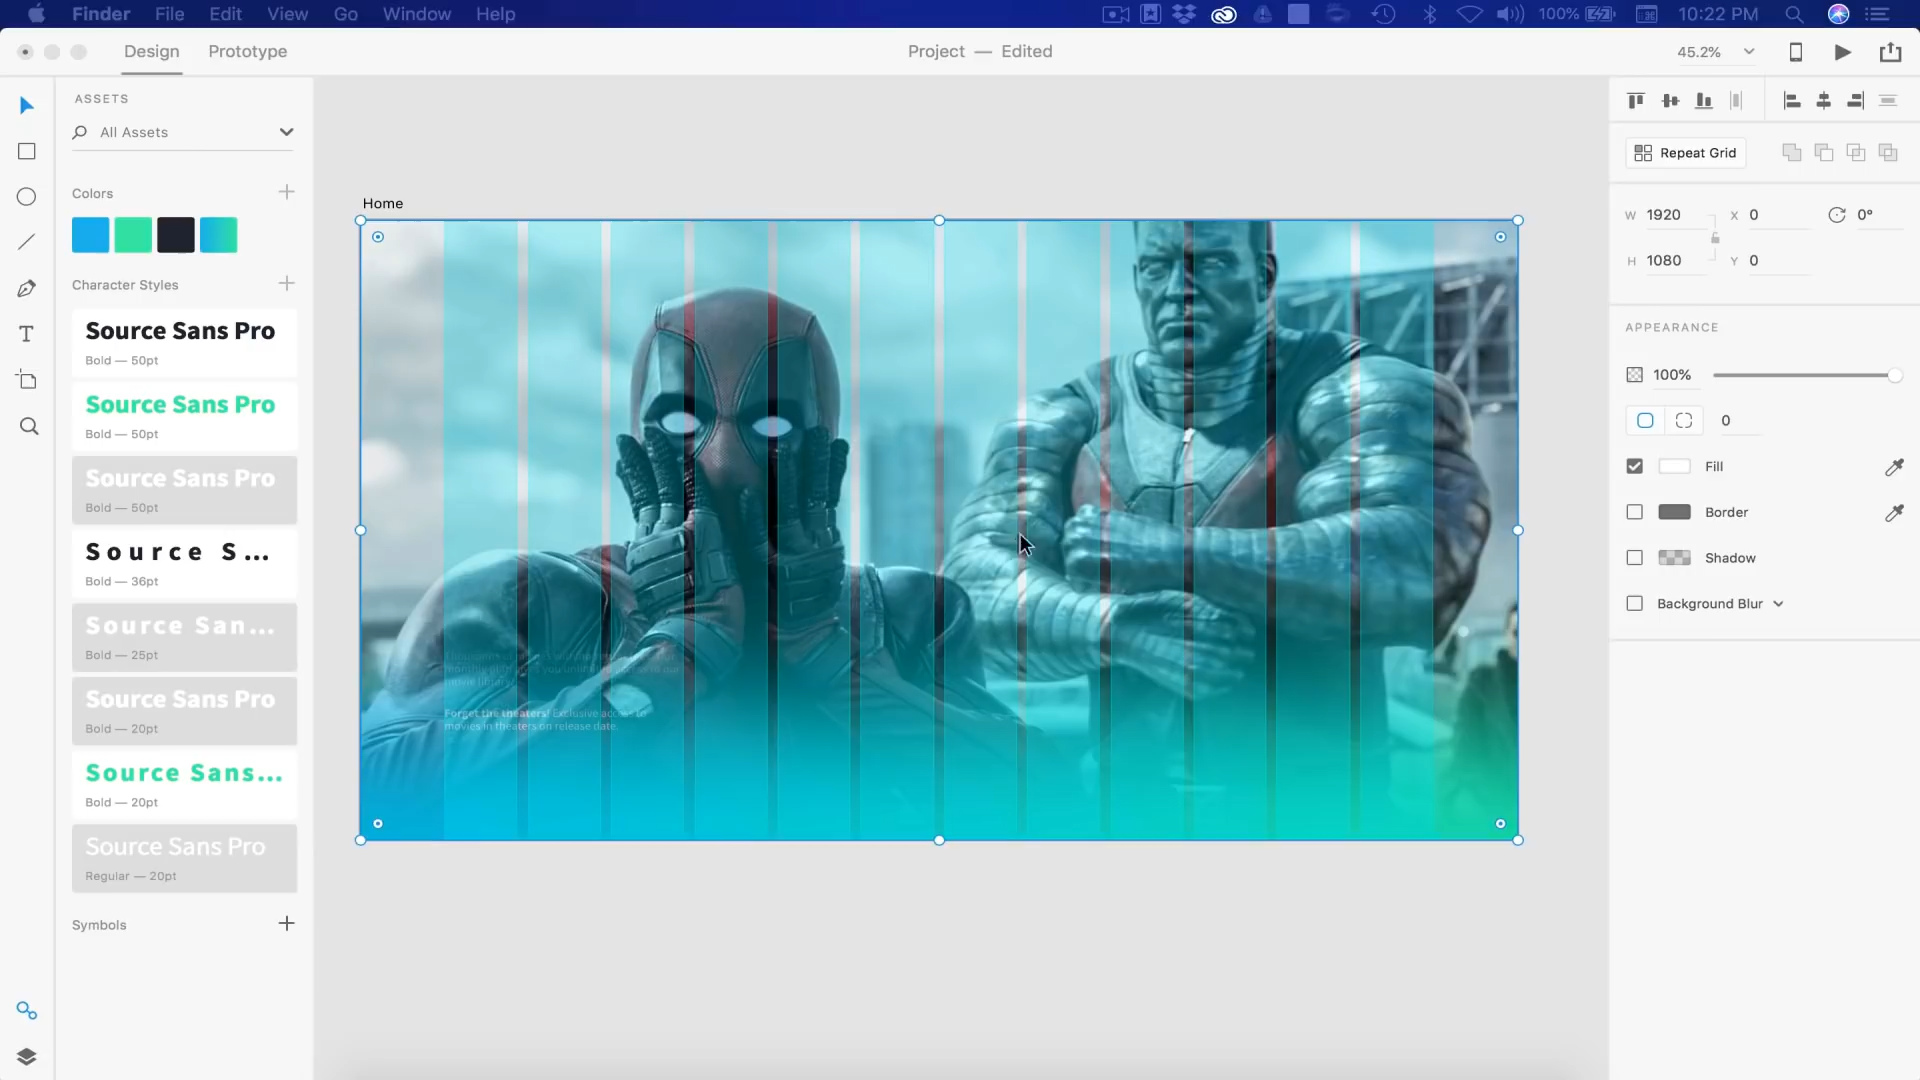 Finder File Edit View Go Window Help
100% 10:22 PM
Design Prototype
Project — Edited
45.2%
ASSETS
All Assets
Colors
Character Styles
Source Sans Pro
Bold — 50pt
Source Sans Pro
Bold — 50pt
Source Sans Pro
Bold — 50pt
Source S...
Bold — 36pt
Source San...
Bold — 25pt
Source Sans Pro
Bold — 20pt
Source Sans...
Bold — 20pt
Source Sans Pro
Regular — 20pt
Symbols
Home
movie library.
Forget the theaters! Exclusive access to
movies in theaters on release date.
Repeat Grid
W 1920 X 0 0°
H 1080 Y 0
APPEARANCE
100%
0
Fill
Border
Shadow
Background Blur